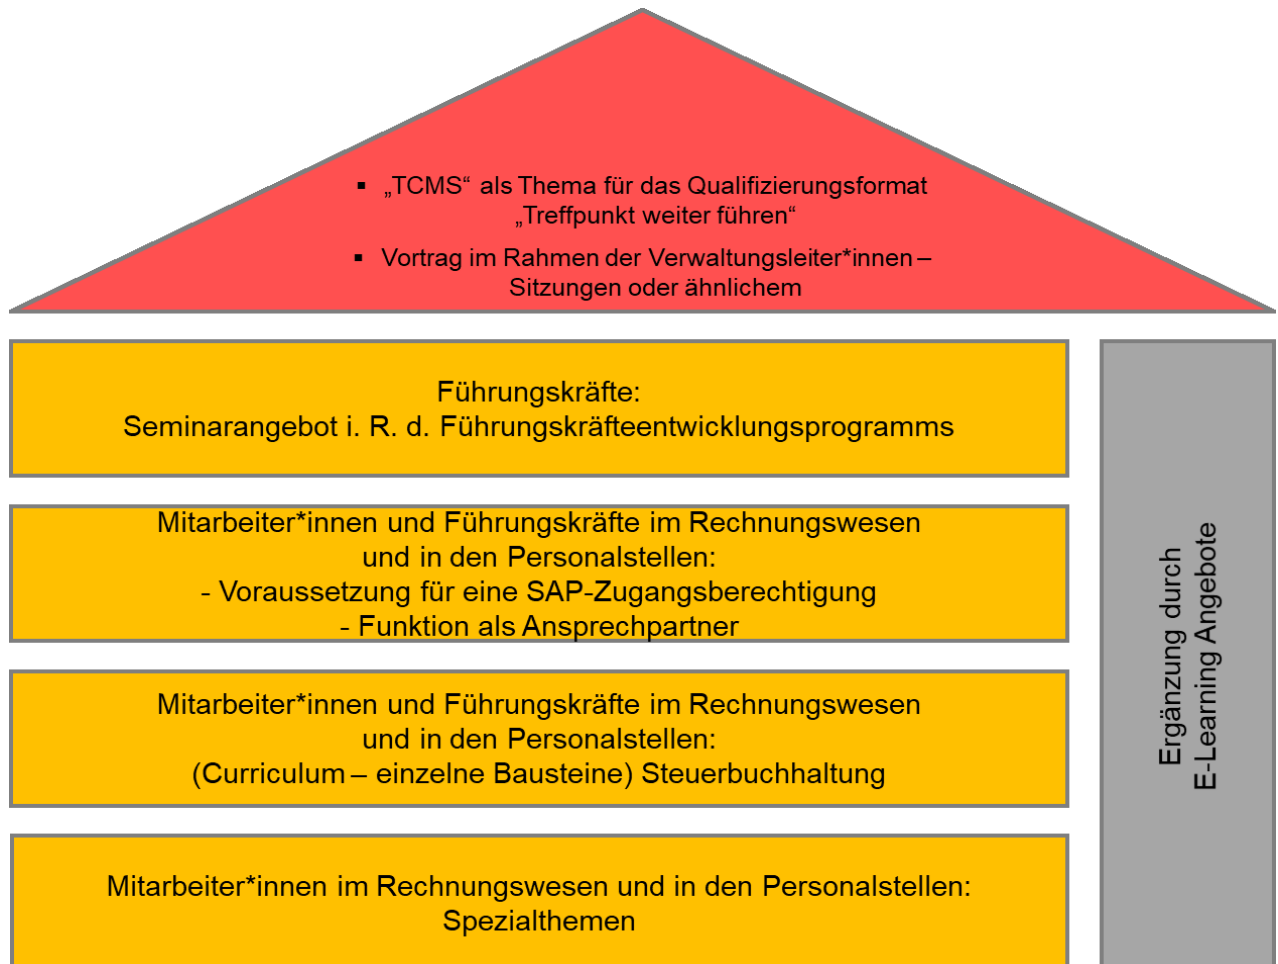 ▪ „TCMS“ als Thema für das Qualifizierungsformat
„Treffpunkt weiter führen“
▪ Vortrag im Rahmen der Verwaltungsleiter*innen –
Sitzungen oder ähnlichem
Führungskräfte:
Seminarangebot i. R. d. Führungskräfteentwicklungsprogramms
Mitarbeiter*innen und Führungskräfte im Rechnungswesen
und in den Personalstellen:
- Voraussetzung für eine SAP-Zugangsberechtigung
- Funktion als Ansprechpartner
Mitarbeiter*innen und Führungskräfte im Rechnungswesen
und in den Personalstellen:
(Curriculum – einzelne Bausteine) Steuerbuchhaltung
Mitarbeiter*innen im Rechnungswesen und in den Personalstellen:
Spezialthemen
Ergänzung durch
E-Learning Angebote